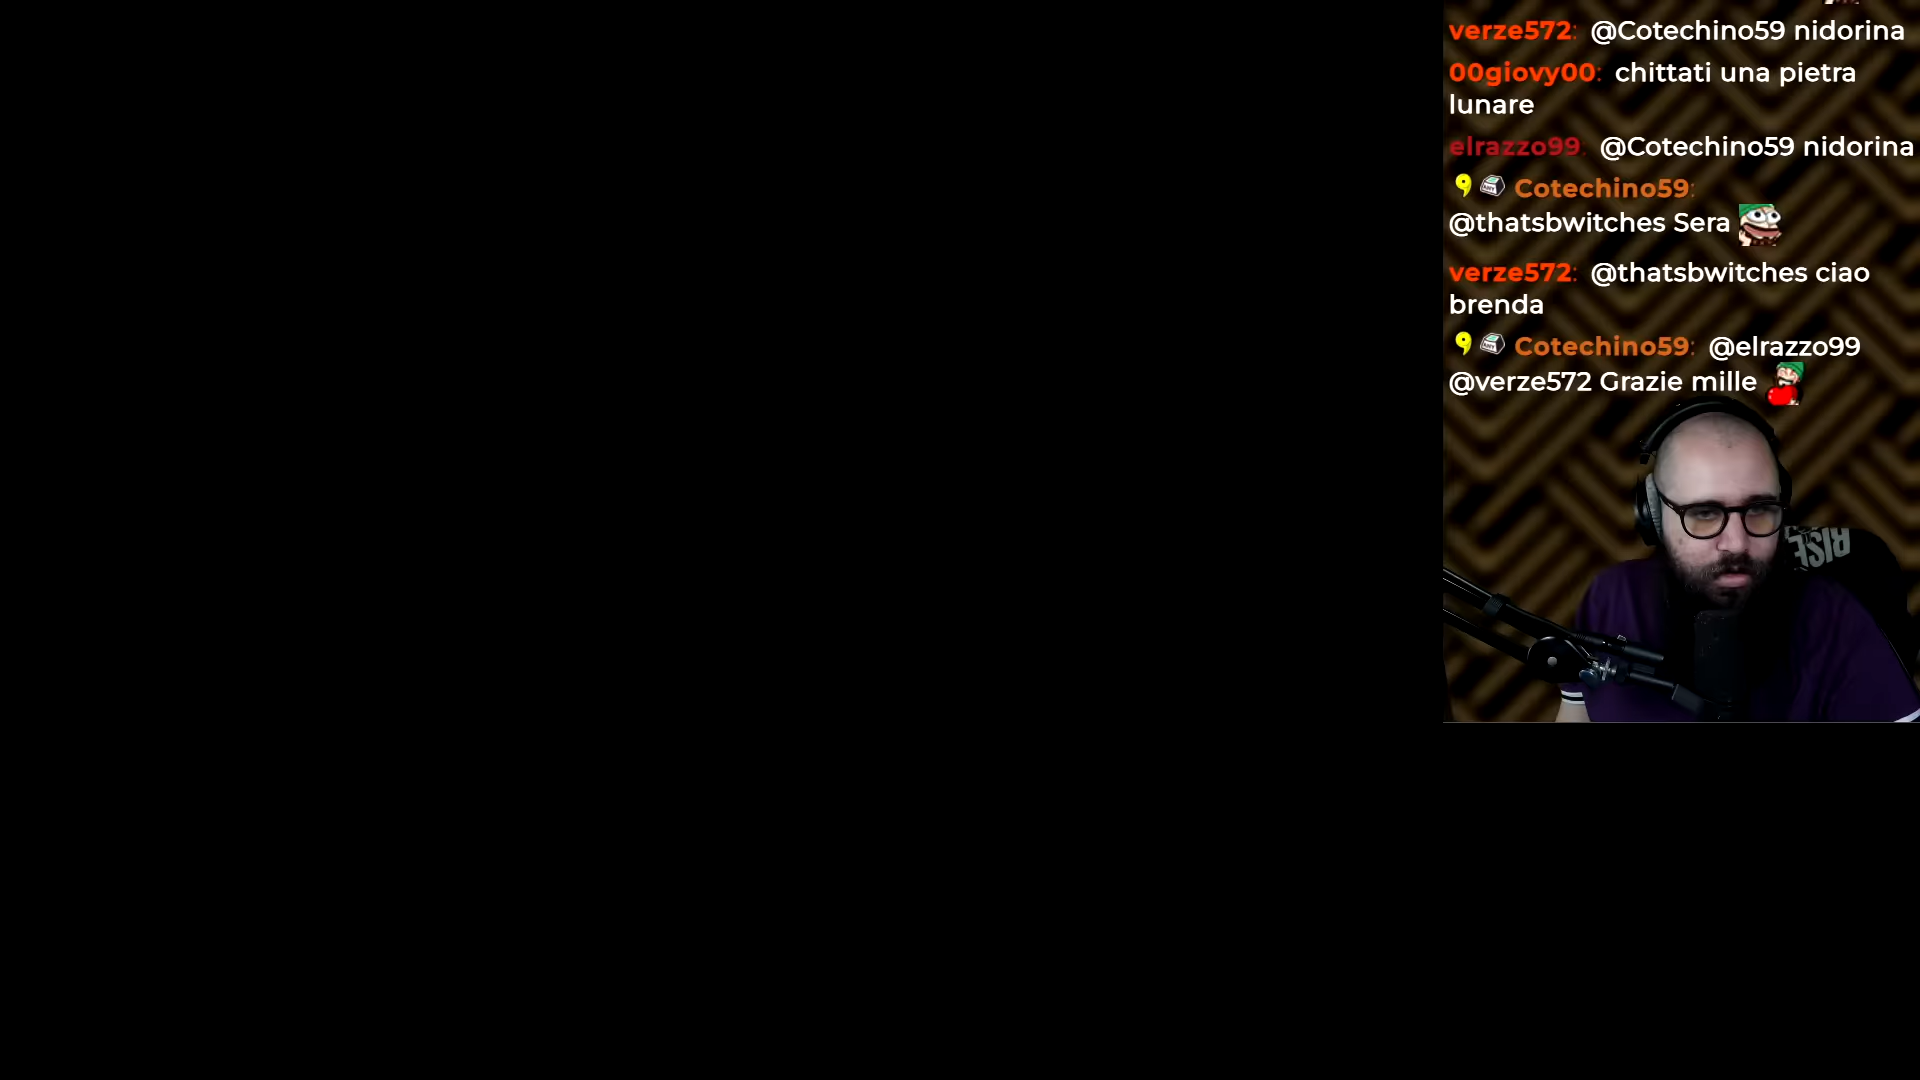 verze572: @Cotechino59 nidorina
00giovy00: chittati una pietra
lunare
elrazzo99: @Cotechino59 nidorina
Cotechino59:
@thatsbwitches Sera
verze572: @thatsbwitches ciao
brenda
Cotechino59: @elrazzo99
@verze572 Grazie mille
RISE